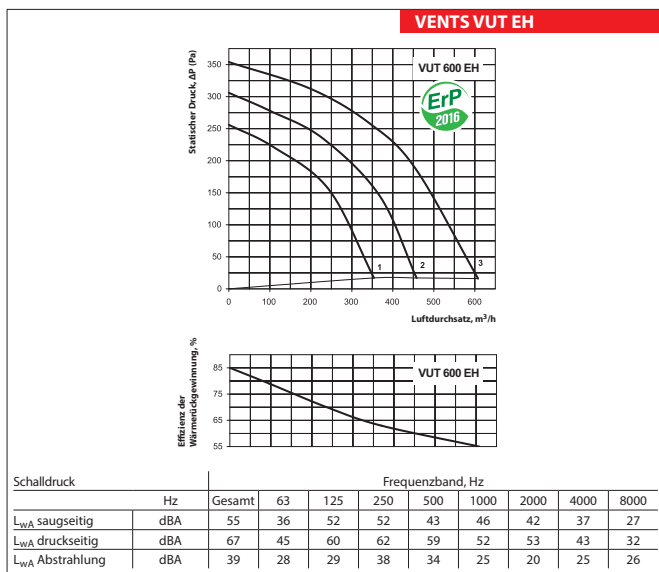 VENTS VUT EH
VUT 600 EH
ErP
2016
Statischer Druck, ΔP (Pa)
350
300
250
200
150
100
50
0
1
2
3
0 100 200 300 400 500 600
Luftdurchsatz, m³/h
VUT 600 EH
Effizienz der
Wärmerückgewinnung, %
85
75
65
55
Schalldruck Frequenzband, Hz
Hz Gesamt 63 125 250 500 1000 2000 4000 8000
LwA saugseitig dBA 55 36 52 52 43 46 42 37 27
LwA druckseitig dBA 67 45 60 62 59 52 53 43 32
LwA Abstrahlung dBA 39 28 29 38 34 25 20 25 26